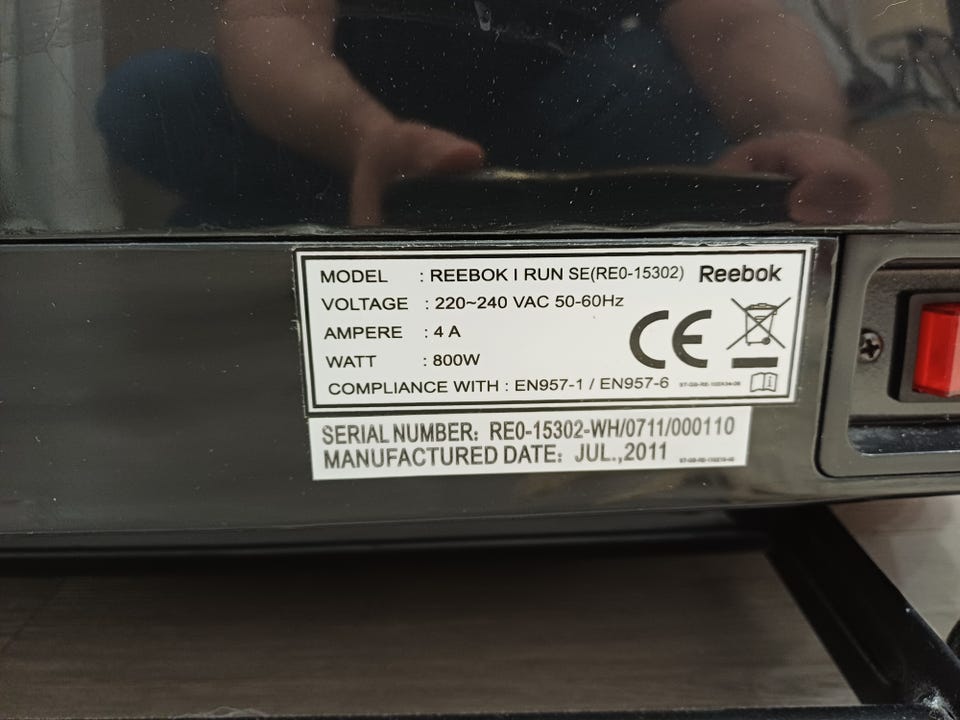 MODEL : REEBOK I RUN SE(RE0-15302) Reebok
VOLTAGE : 220~240 VAC 50-60Hz
AMPERE : 4 A
WATT : 800W
CE
COMPLIANCE WITH : EN957-1 / EN957-6
SERIAL NUMBER: RE0-15302-WH/0711/000110
MANUFACTURED DATE: JUL.,2011